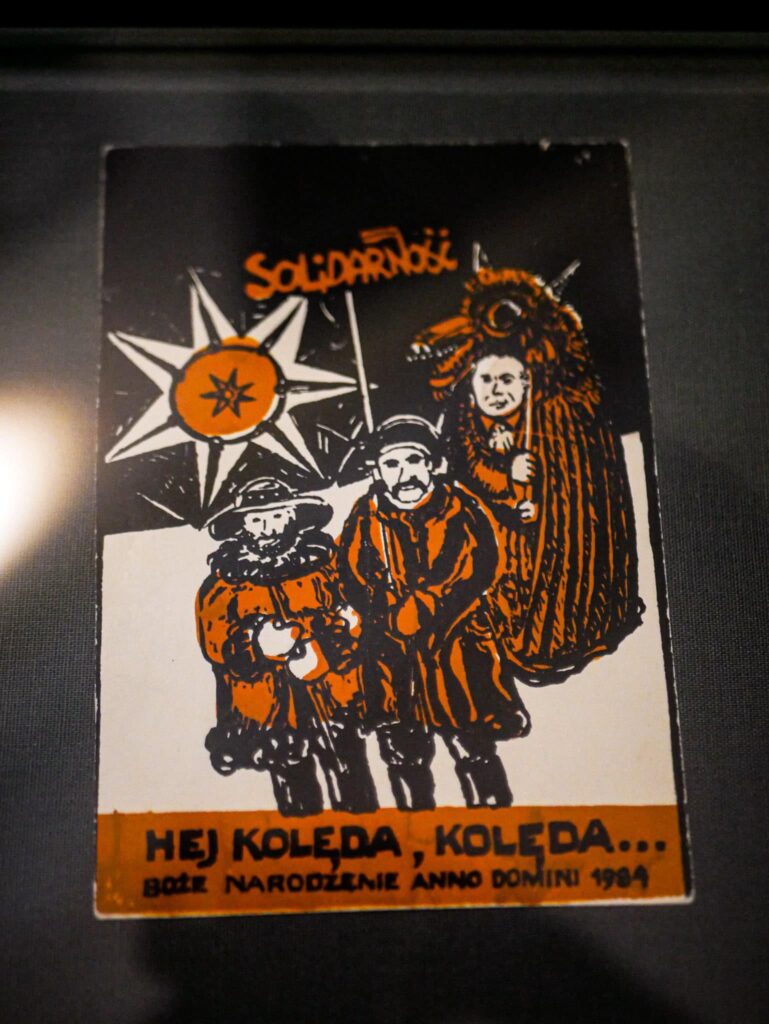 SOLiDARNOŚĆ
HEJ KOLĘDA, KOLĘDA...
BOŻE NARODZENIE ANNO DOMINI 1984